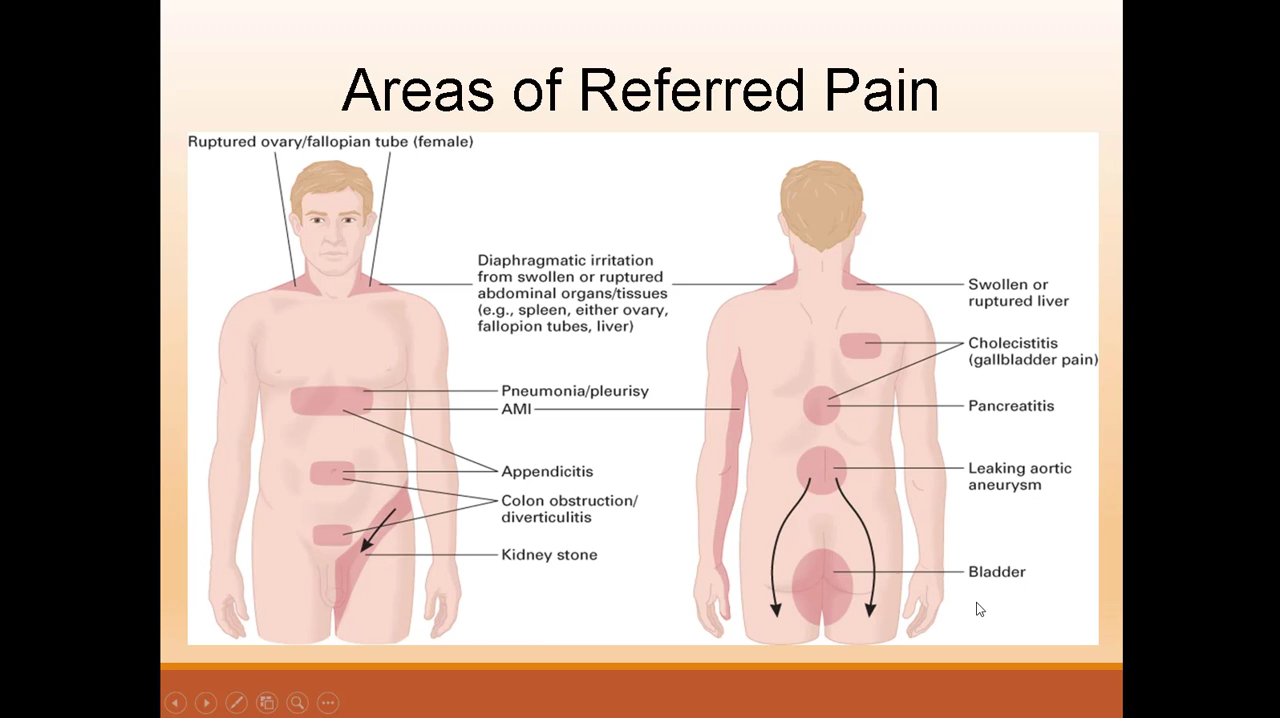 Areas of Referred Pain
Ruptured ovary/fallopian tube (female)
Diaphragmatic irritation
from swollen or ruptured
abdominal organs/tissues
(e.g., spleen, either ovary,
fallopion tubes, liver)
Pneumonia/pleurisy
AMI
Appendicitis
Colon obstruction/
diverticulitis
Kidney stone
Swollen or
ruptured liver
Cholecistitis
(gallbladder pain)
Pancreatitis
Leaking aortic
aneurysm
Bladder